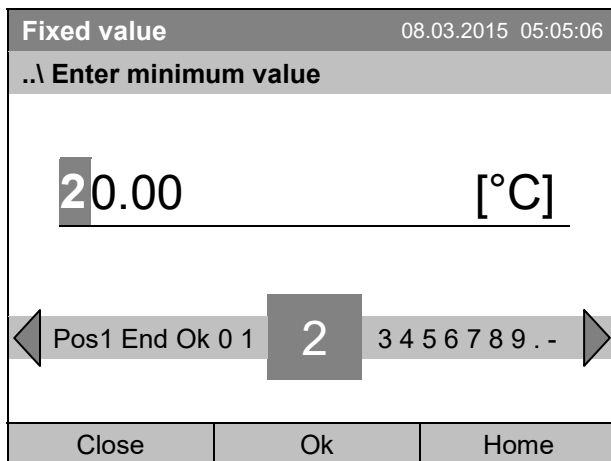 Fixed value 08.03.2015 05:05:06
..\ Enter minimum value
20.00 [°C]
Pos1 End Ok 0 1 2 3 4 5 6 7 8 9 . -
Close Ok Home